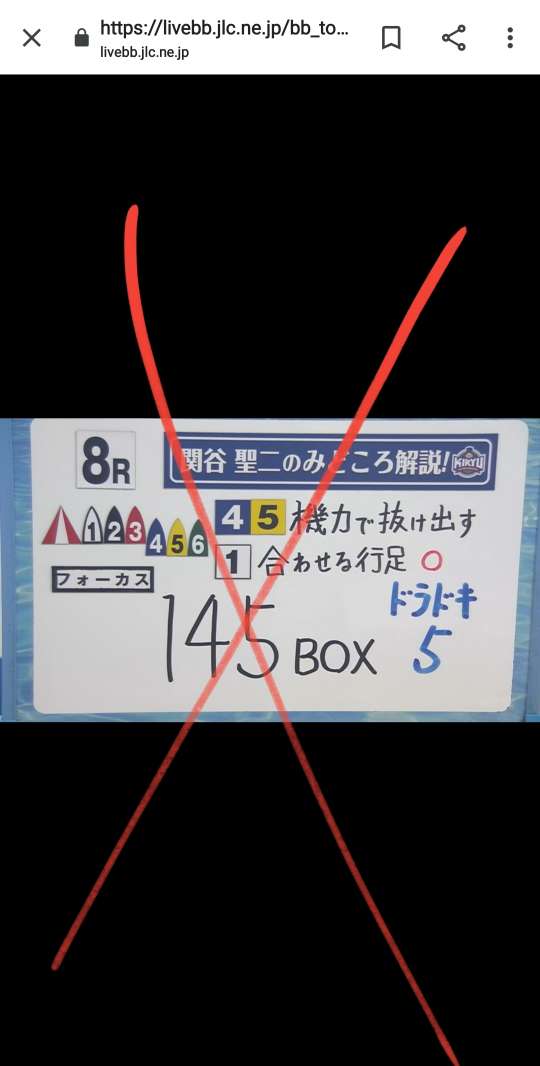 https://livebb.jlc.ne.jp/bb_to…
livebb.jlc.ne.jp
8R
関谷 聖二のみどころ解説!
KIRYU
4 5 機力で抜け出す
1 2 3 4 5 6
1 合わせる行足 ○
フォーカス
ドラドキ
145 BOX
5